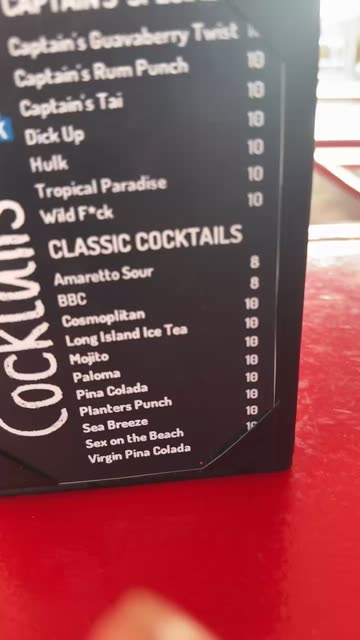 CAPTAIN'S
Captain's Guavaberry Twist
Captain's Rum Punch 10
Captain's Tai 10
Dick Up 10
Hulk 10
Tropical Paradise 10
Wild F*ck 10
Cocktails
CLASSIC COCKTAILS
Amaretto Sour 8
BBC 8
Cosmoplitan 10
Long Island Ice Tea 10
Mojito 10
Paloma 10
Pina Colada 10
Planters Punch 10
Sea Breeze 10
Sex on the Beach
Virgin Pina Colada